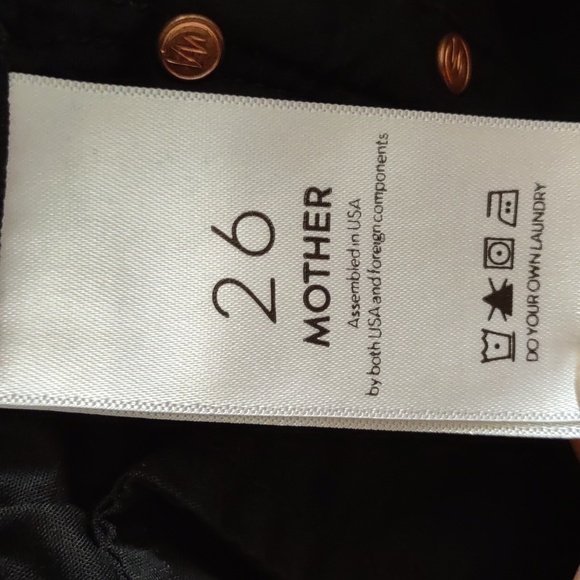 26
MOTHER
Assembled in USA
by both USA and foreign components
DO YOUR OWN LAUNDRY